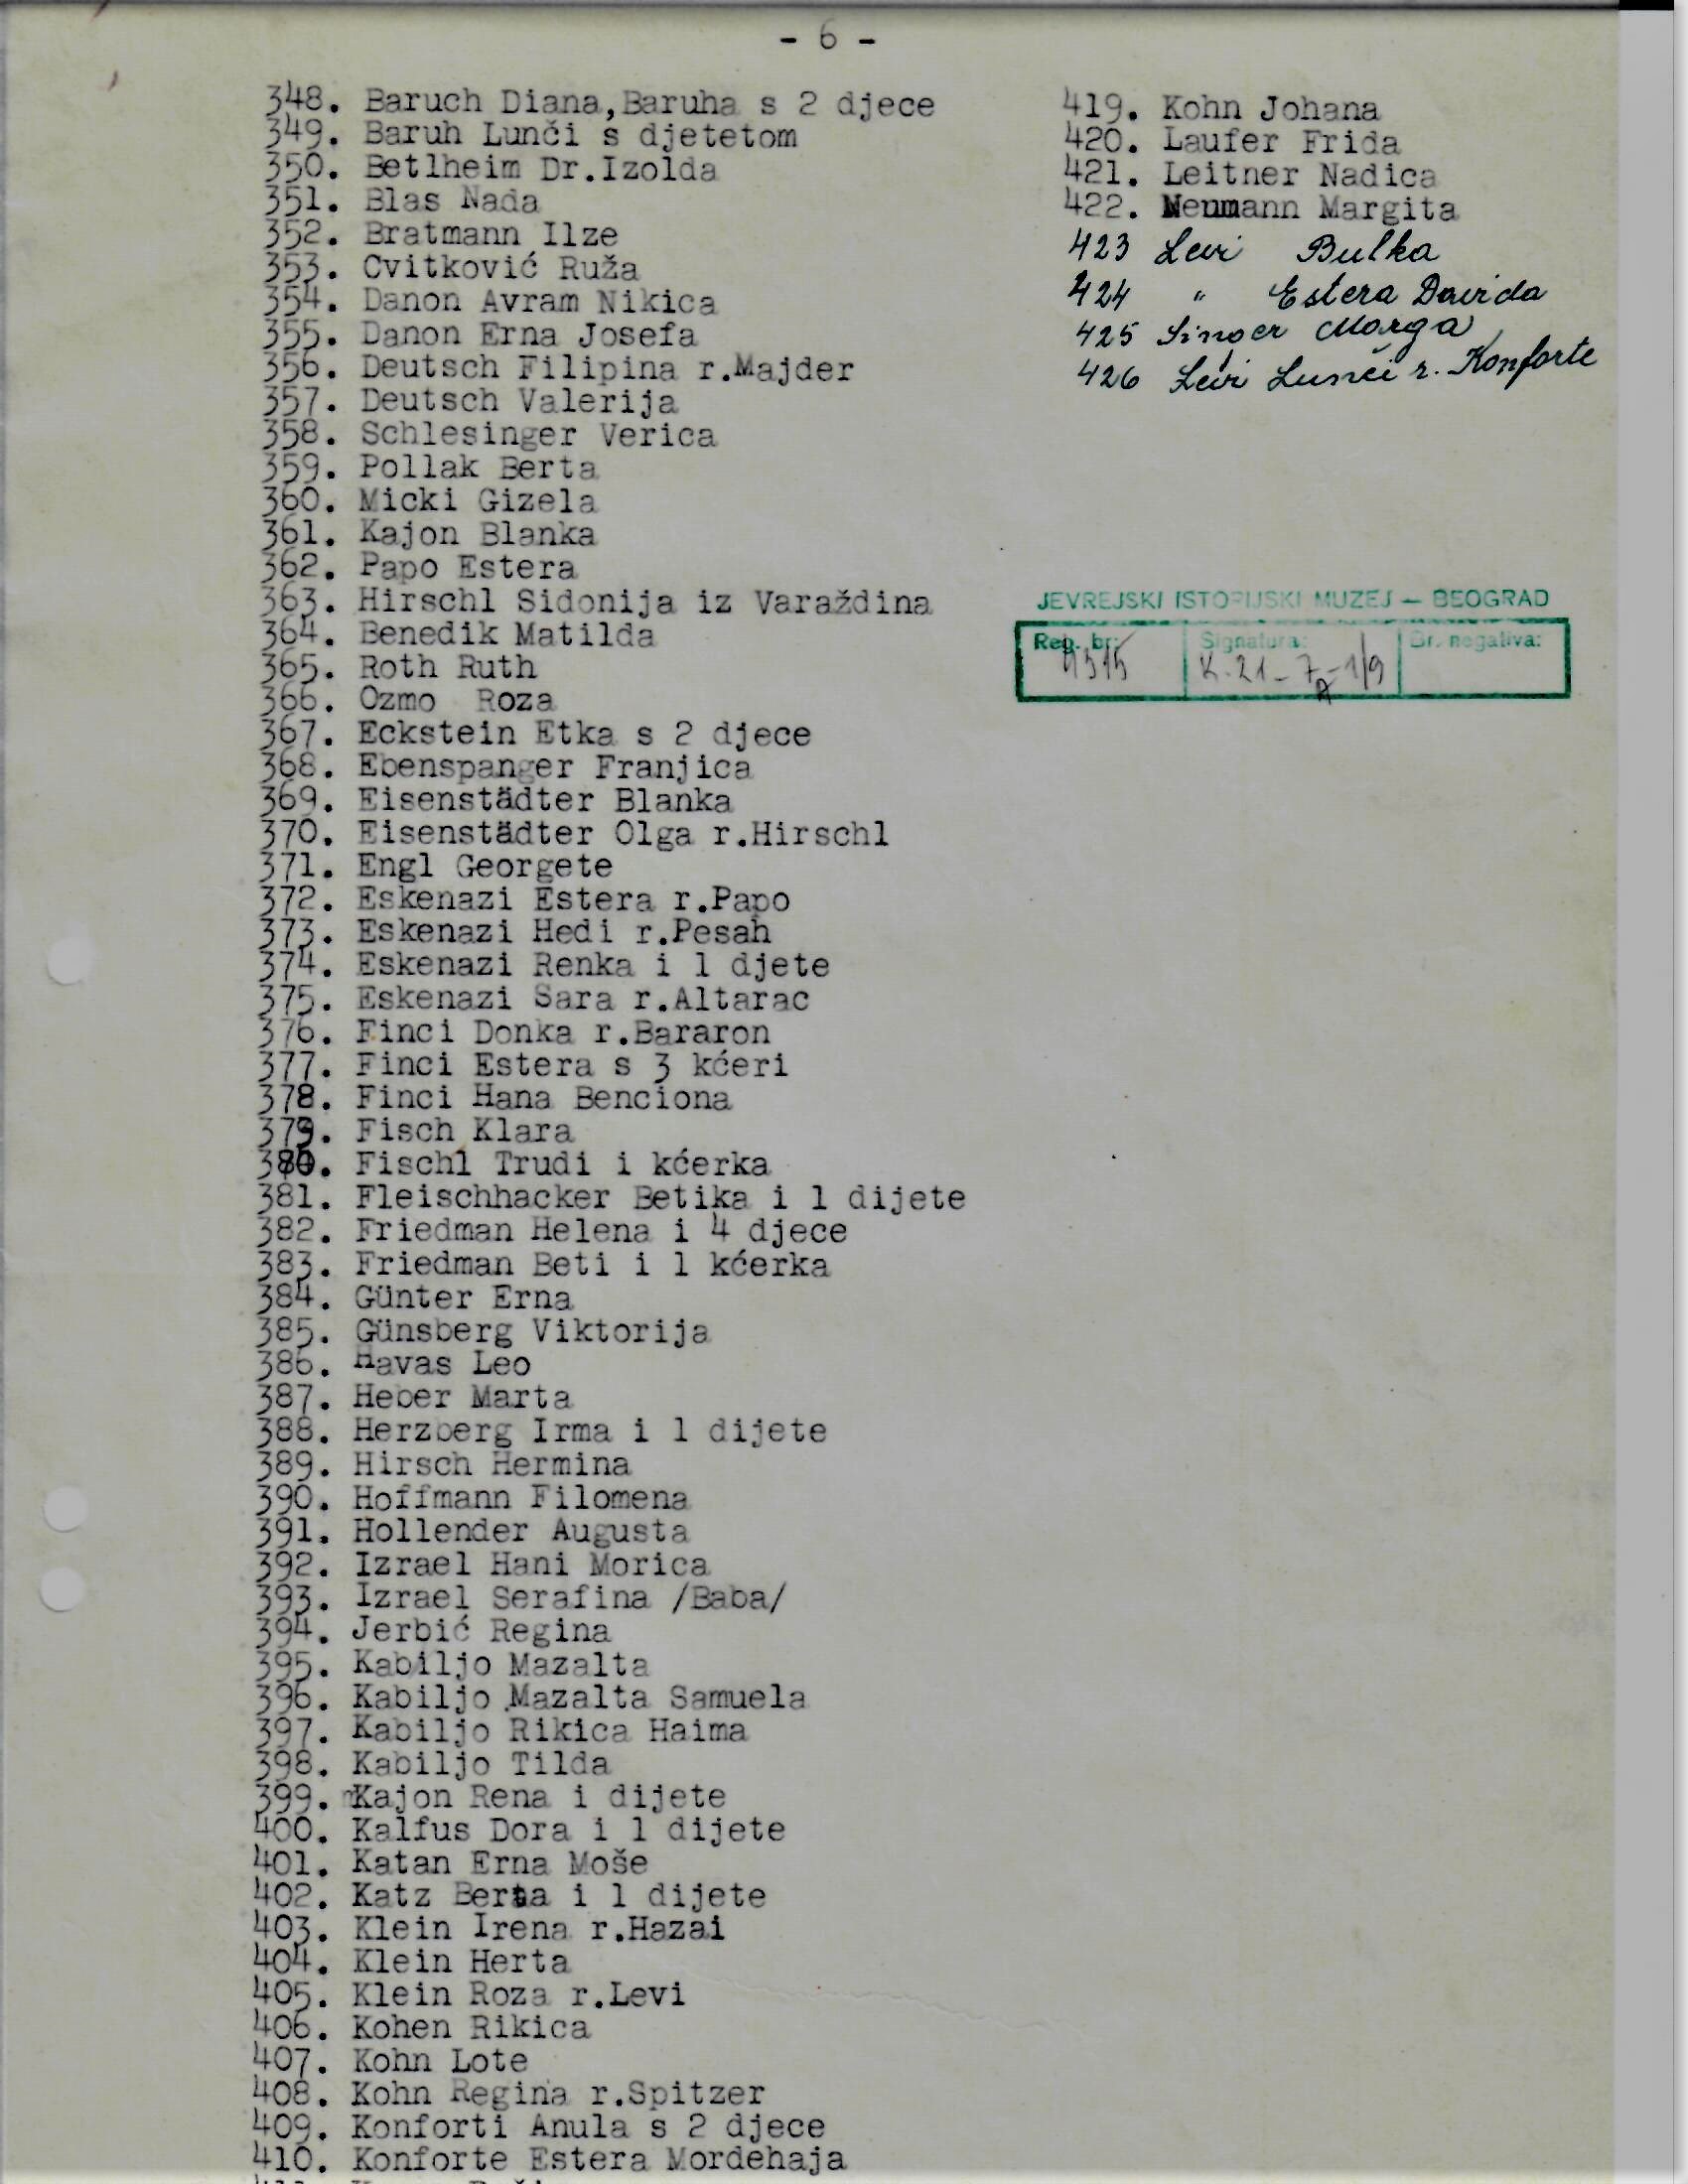 - 6 -
348. Baruch Diana,Baruha s 2 djece
349. Baruh Lunči s djetetom
350. Betlheim Dr.Izolda
351. Blas Nada
352. Bratmann Ilze
353. Cvitković Ruža
354. Danon Avram Nikica
355. Danon Erna Josefa
356. Deutsch Filipina r.Majder
357. Deutsch Valerija
358. Schlesinger Verica
359. Pollak Berta
360. Micki Gizela
361. Kajon Blanka
362. Papo Estera
363. Hirschl Sidonija iz Varaždina
364. Benedik Matilda
365. Roth Ruth
366. Ozmo Roza
367. Eckstein Etka s 2 djece
368. Ebenspanger Franjica
369. Eisenstädter Blanka
370. Eisenstädter Olga r.Hirschl
371. Engl Georgete
372. Eskenazi Estera r.Papo
373. Eskenazi Hedi r.Pesah
374. Eskenazi Renka i 1 djete
375. Eskenazi Sara r.Altarac
376. Finci Donka r.Bararon
377. Finci Estera s 3 kćeri
378. Finci Hana Benciona
379. Fisch Klara
380. Fischl Trudi i kćerka
381. Fleischhacker Betika i 1 dijete
382. Friedman Helena i 4 djece
383. Friedman Beti i 1 kćerka
384. Günter Erna
385. Günsberg Viktorija
386. Havas Leo
387. Heber Marta
388. Herzberg Irma i 1 dijete
389. Hirsch Hermina
390. Hoffmann Filomena
391. Hollender Augusta
392. Izrael Hani Morica
393. Izrael Serafina /Baba/
394. Jerbić Regina
395. Kabiljo Mazalta
396. Kabiljo Mazalta Samuela
397. Kabiljo Rikica Haima
398. Kabiljo Tilda
399. Kajon Rena i dijete
400. Kalfus Dora i 1 dijete
401. Katan Erna Moše
402. Katz Berta i 1 dijete
403. Klein Irena r.Hazai
404. Klein Herta
405. Klein Roza r.Levi
406. Kohen Rikica
407. Kohn Lote
408. Kohn Regina r.Spitzer
409. Konforti Anula s 2 djece
410. Konforte Estera Mordehaja
419. Kohn Johana
420. Laufer Frida
421. Leitner Nadica
422. Neumann Margita
423 Levi Bulka
424 " Estera Davida
425 Singer Marga
426 Levi Lunči r. Konforte
JEVREJSKI ISTORIJSKI MUZEJ — BEOGRAD
Reg. br: Signatura: Br. negativa:
K. 21-7-1/9